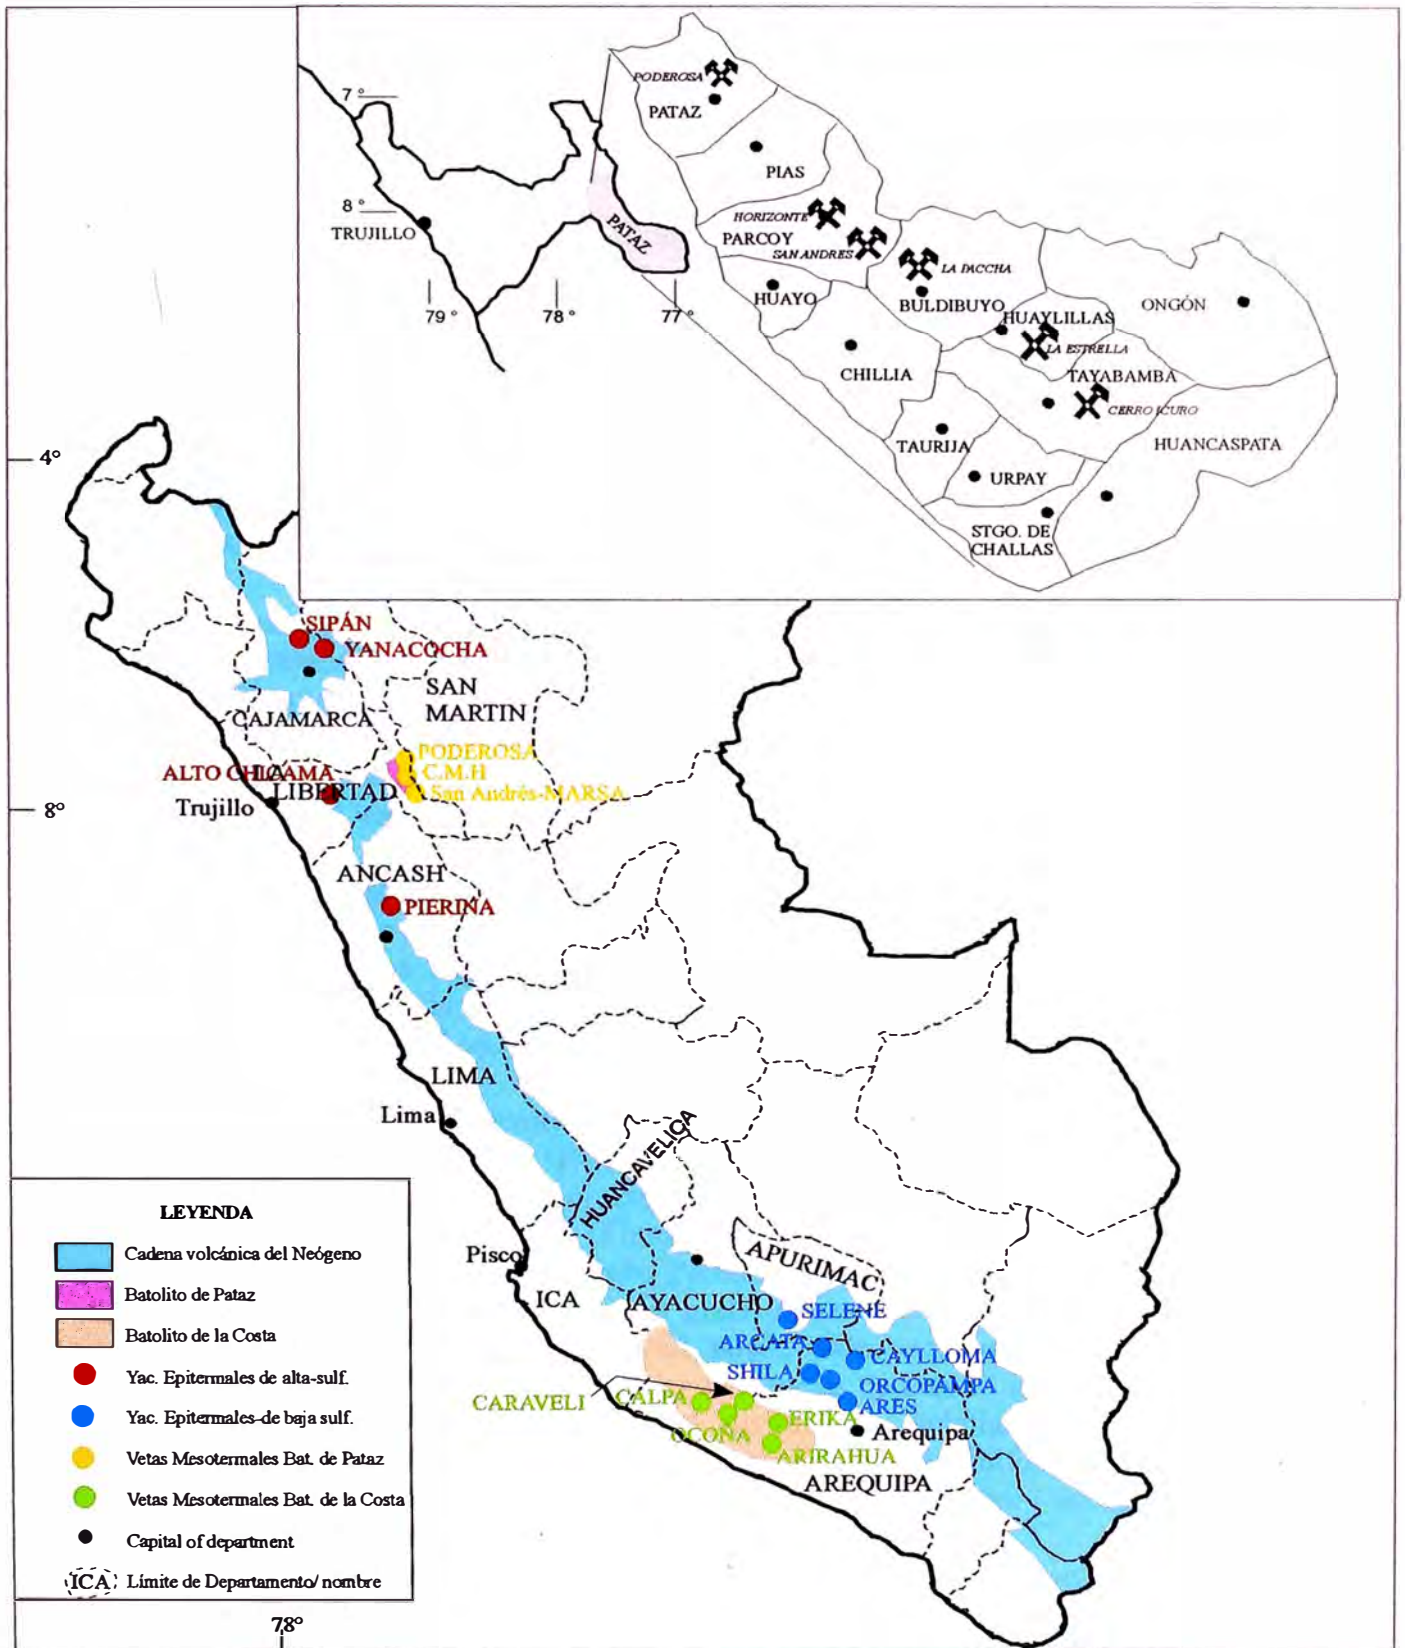 PODEROSA
7°
PATAZ
PIAS
8°
TRUJILLO
PATAZ
HORIZONTE
PARCOY
SAN ANDRES
LA PACCHA
HUAYO
BULDIBUYO
HUAYLILLAS
ONGÓN
79°
78°
77°
LA ESTRELLA
CHILLIA
TAYABAMBA
CERRO ICURO
TAURIJA
HUANCASPATA
URPAY
STGO. DE
CHALLAS
4°
SIPÁN
YANACOCHA
SAN
MARTIN
CAJAMARCA
PODEROSA
ALTO CHICAMA
LA
LIBERTAD
C.M.H
San Andrés-MARSA
Trujillo
8°
ANCASH
PIERINA
LIMA
Lima
HUANCAVELICA
Pisco
ICA
AYACUCHO
APURIMAC
SELENE
ARCATA
CAYLLOMA
SHILA
ORCOPAMPA
CARAVELI
CALPA
ARES
ERIKA
OCOÑA
Arequipa
ARIRAHUA
AREQUIPA
LEYENDA
Cadena volcánica del Neógeno
Batolito de Pataz
Batolito de la Costa
Yac. Epitermales de alta-sulf.
Yac. Epitermales-de baja sulf.
Vetas Mesotermales Bat. de Pataz
Vetas Mesotermales Bat. de la Costa
Capital of department
ICA Límite de Departamento/ nombre
78°